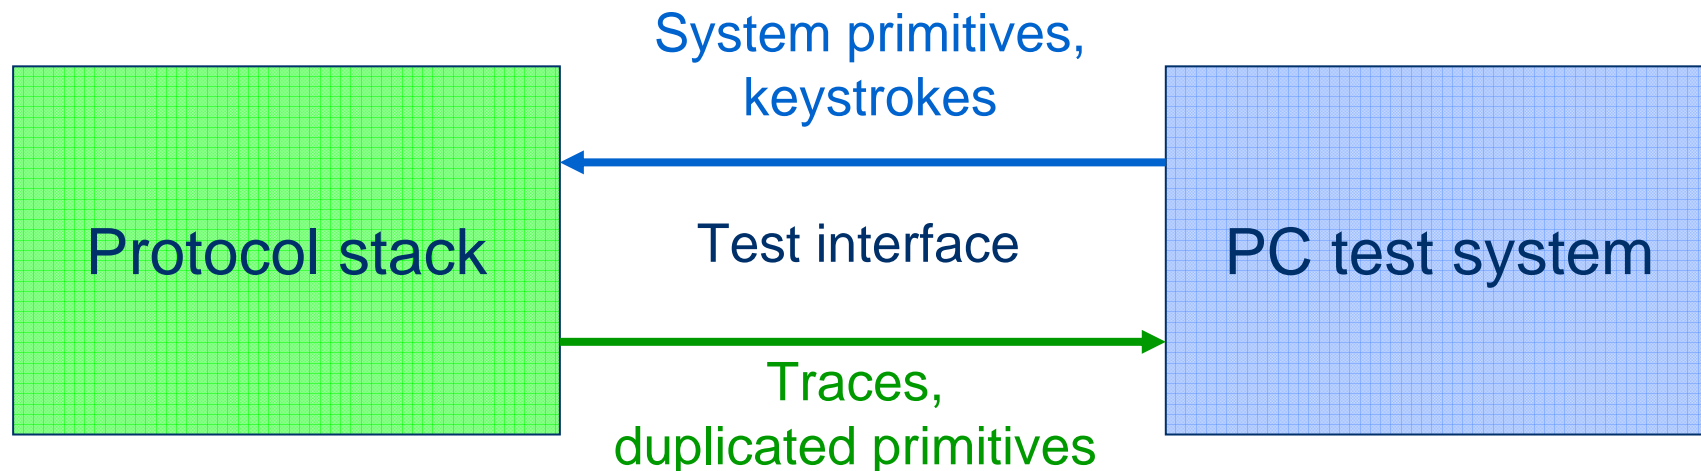 System primitives,
keystrokes
Protocol stack
Test interface
PC test system
Traces,
duplicated primitives